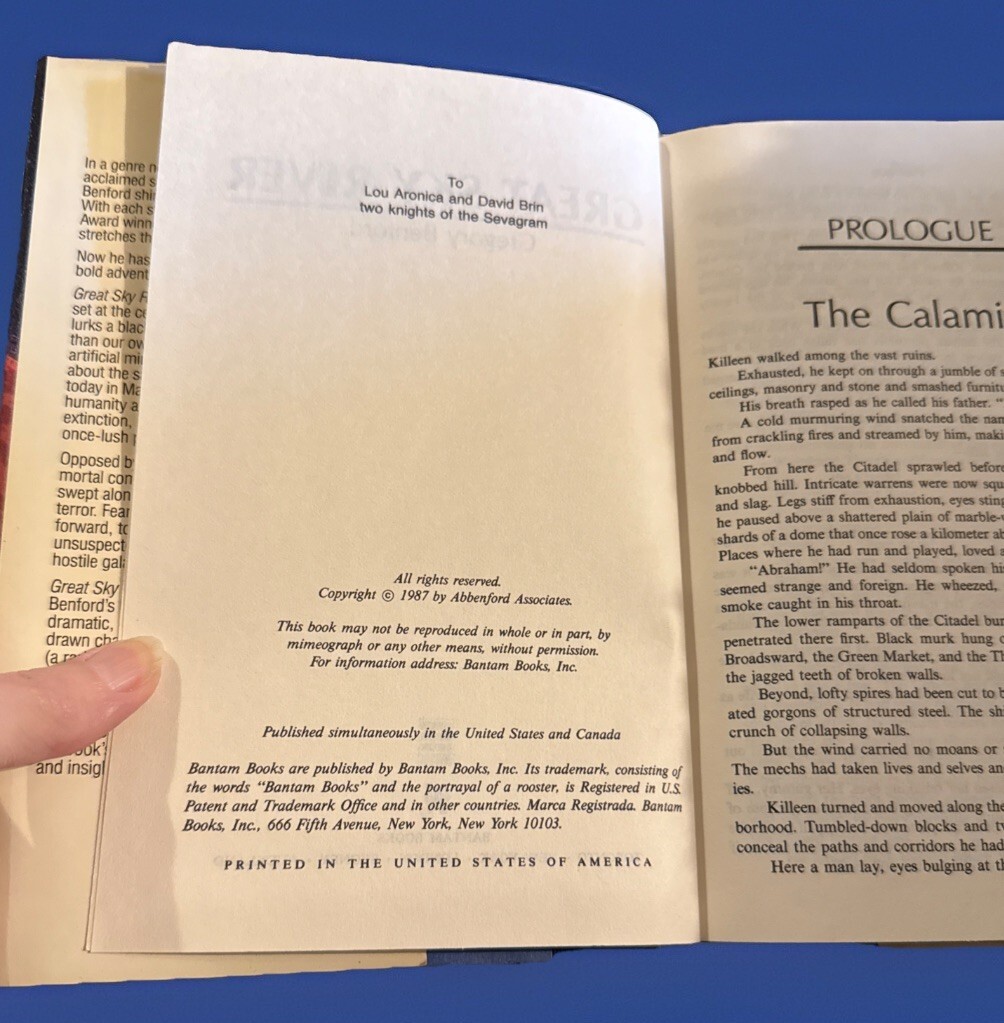 In a genre
acclaimed
Benford
With each
Award
stretches
Now he has
bold
Great Sky
set at the
lurks a
than our
artificial
about the
today in
humanity
extinction,
once-lush
Opposed
mortal
swept
terror.
forward,
unsuspect
hostile
Great Sky
Benford's
dramatic,
drawn
(a
and
To
Lou Aronica and David Brin
two knights of the Sevagram
All rights reserved.
Copyright © 1987 by Abbenford Associates.
This book may not be reproduced in whole or in part, by
mimeograph or any other means, without permission.
For information address: Bantam Books, Inc.
Published simultaneously in the United States and Canada
Bantam Books are published by Bantam Books, Inc. Its trademark, consisting of
the words "Bantam Books" and the portrayal of a rooster, is Registered in U.S.
Patent and Trademark Office and in other countries. Marca Registrada. Bantam
Books, Inc., 666 Fifth Avenue, New York, New York 10103.
PRINTED IN THE UNITED STATES OF AMERICA
PROLOGUE
The Calami
Killeen walked among the vast ruins.
Exhausted, he kept on through a jumble of
ceilings, masonry and stone and smashed furnitu
His breath rasped as he called his father. "
A cold murmuring wind snatched the nam
from crackling fires and streamed by him, maki
and flow.
From here the Citadel sprawled before
knobbed hill. Intricate warrens were now squ
and slag. Legs stiff from exhaustion, eyes sting
he paused above a shattered plain of marble-
shards of a dome that once rose a kilometer ab
Places where he had run and played, loved a
"Abraham!" He had seldom spoken his
seemed strange and foreign. He wheezed,
smoke caught in his throat.
The lower ramparts of the Citadel bur
penetrated there first. Black murk hung
Broadsward, the Green Market, and the Th
the jagged teeth of broken walls.
Beyond, lofty spires had been cut to b
ated gorgons of structured steel. The sh
crunch of collapsing walls.
But the wind carried no moans or
The mechs had taken lives and selves an
ies.
Killeen turned and moved along the
borhood. Tumbled-down blocks and tw
conceal the paths and corridors he had
Here a man lay, eyes bulging at th